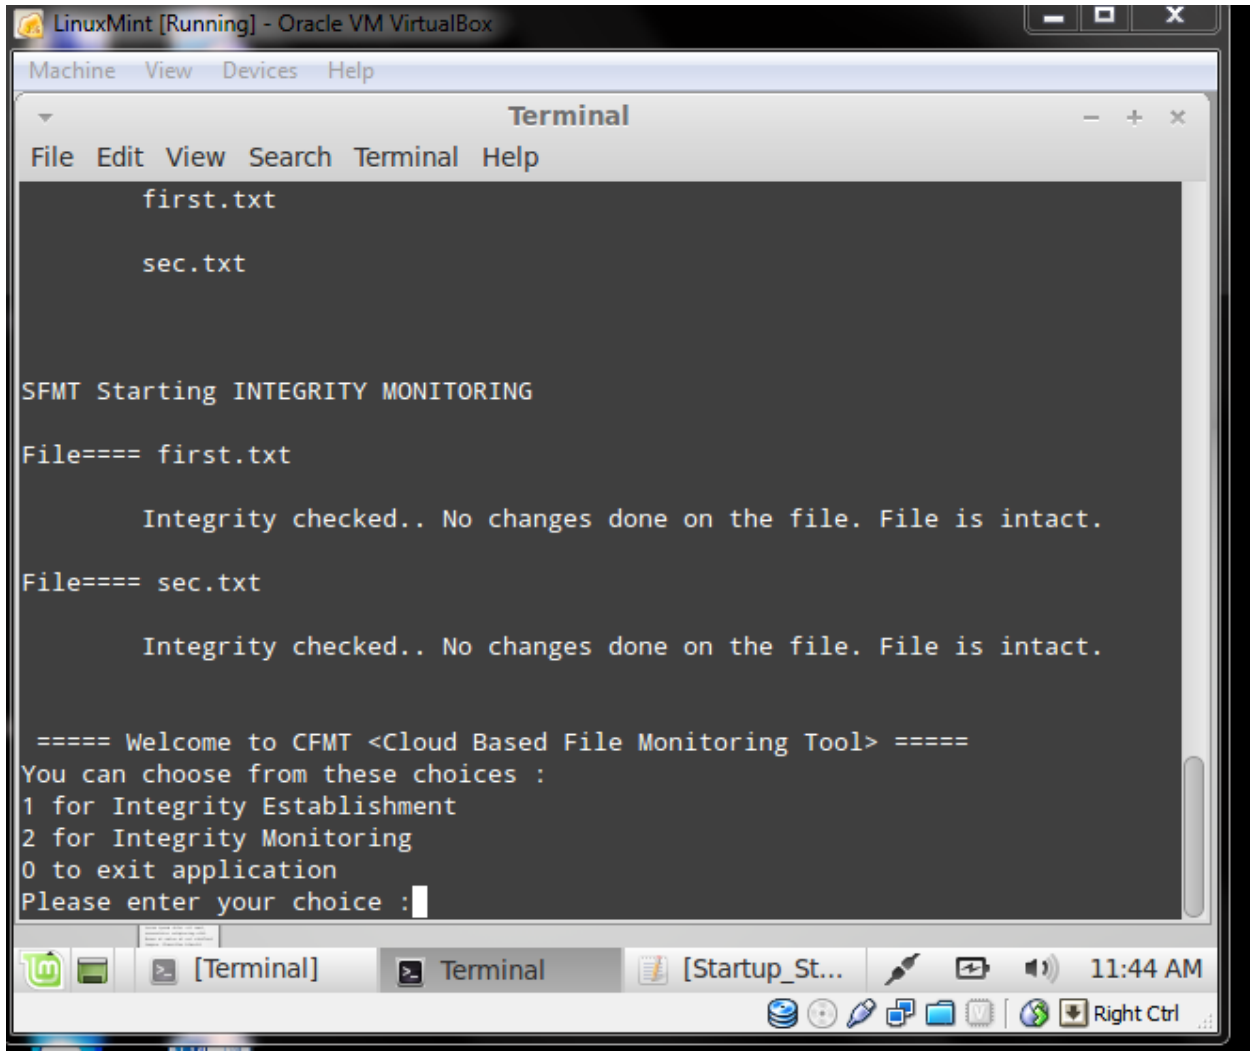 LinuxMint [Running] - Oracle VM VirtualBox
Machine View Devices Help
Terminal
File Edit View Search Terminal Help
first.txt
sec.txt
SFMT Starting INTEGRITY MONITORING
File==== first.txt
Integrity checked.. No changes done on the file. File is intact.
File==== sec.txt
Integrity checked.. No changes done on the file. File is intact.
===== Welcome to CFMT <Cloud Based File Monitoring Tool> =====
You can choose from these choices :
1 for Integrity Establishment
2 for Integrity Monitoring
0 to exit application
Please enter your choice :
[Terminal] Terminal [Startup_St... 11:44 AM
Right Ctrl